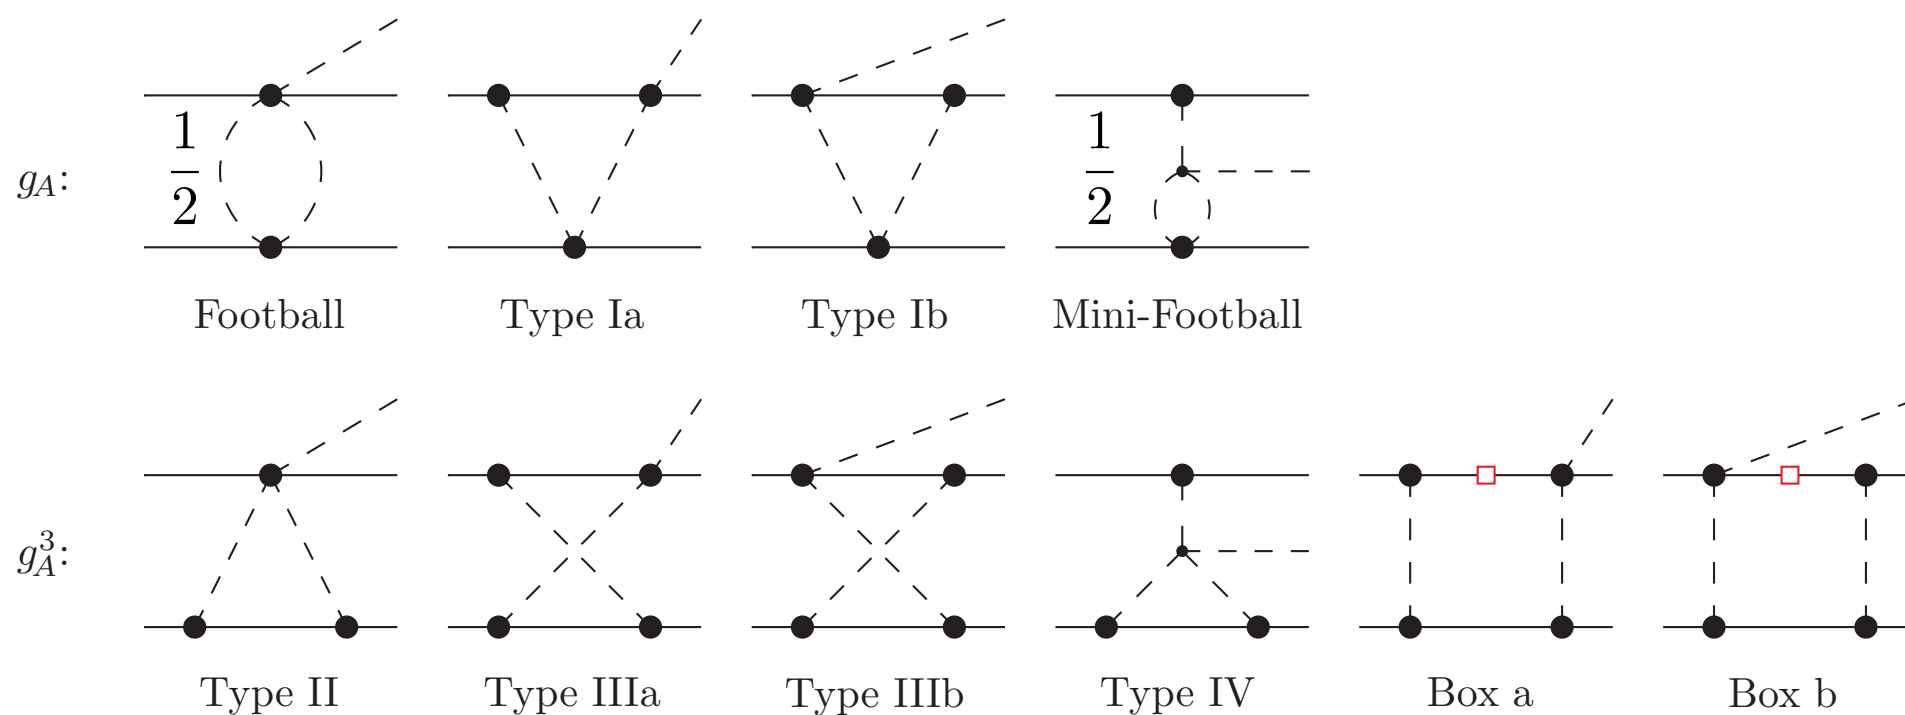 g_A: 1/2 1/2
Football Type Ia Type Ib Mini-Football
g_A^3:
Type II Type IIIa Type IIIb Type IV Box a Box b